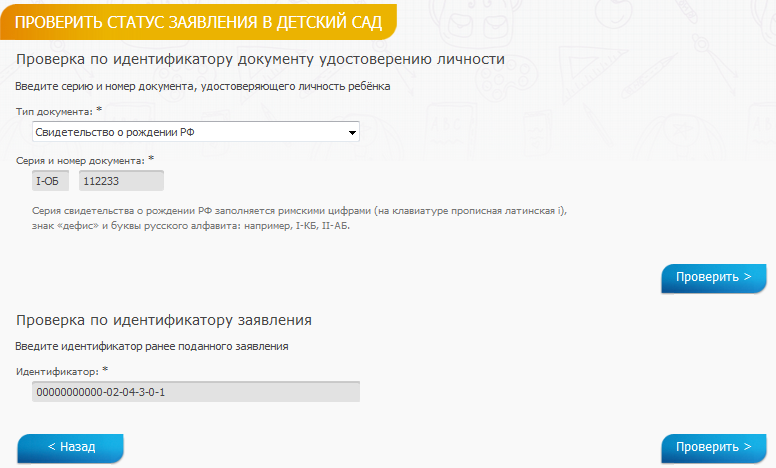 ПРОВЕРИТЬ СТАТУС ЗАЯВЛЕНИЯ В ДЕТСКИЙ САД
Проверка по идентификатору документу удостоверению личности
Введите серию и номер документа, удостоверяющего личность ребёнка
Тип документа: *
Свидетельство о рождении РФ
Серия и номер документа: *
I-ОБ 112233
Серия свидетельства о рождении РФ заполняется римскими цифрами (на клавиатуре прописная латинская i),
знак «дефис» и буквы русского алфавита: например, I-КБ, II-АБ.
Проверить >
Проверка по идентификатору заявления
Введите идентификатор ранее поданного заявления
Идентификатор: *
00000000000-02-04-3-0-1
< Назад Проверить >